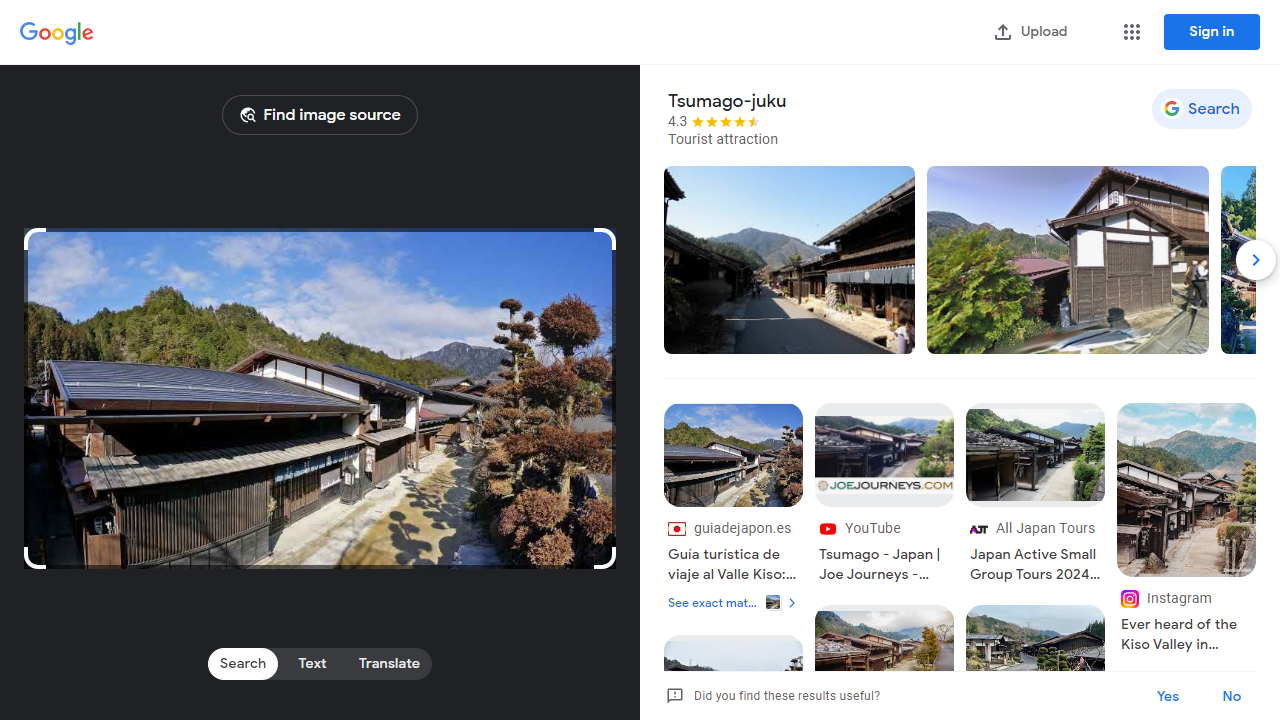 Google
Upload
Sign in
Find image source
Search
Text
Translate
Tsumago-juku
4.3
Tourist attraction
Search
guiadejapon.es
Guía turística de
viaje al Valle Kiso:...
See exact mat...
JOEJOURNEYS.COM
YouTube
Tsumago - Japan |
Joe Journeys -...
AJT All Japan Tours
Japan Active Small
Group Tours 2024...
Instagram
Ever heard of the
Kiso Valley in...
Did you find these results useful?
Yes
No